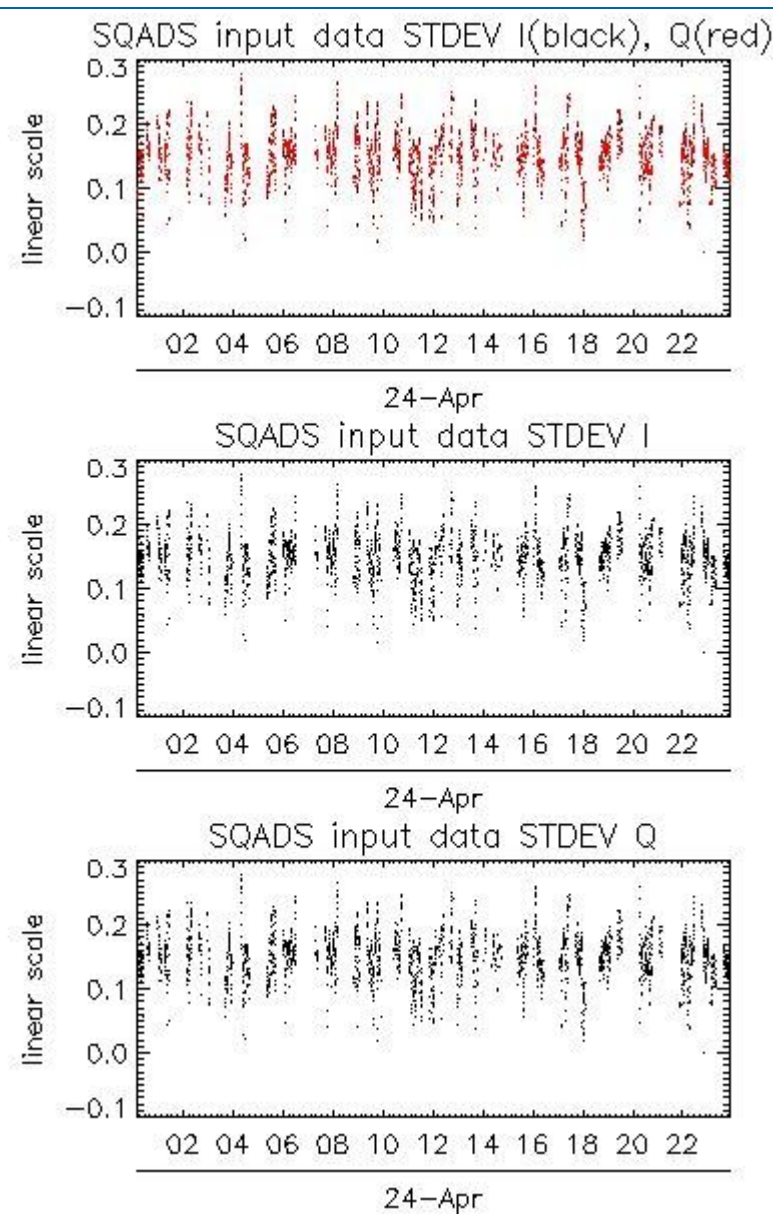 SQADS input data STDEV I(black), Q(red)
0.3
0.2
0.1
0.0
−0.1
linear scale
02 04 06 08 10 12 14 16 18 20 22
24−Apr
SQADS input data STDEV I
0.3
0.2
0.1
0.0
−0.1
linear scale
02 04 06 08 10 12 14 16 18 20 22
24−Apr
SQADS input data STDEV Q
0.3
0.2
0.1
0.0
−0.1
linear scale
02 04 06 08 10 12 14 16 18 20 22
24−Apr